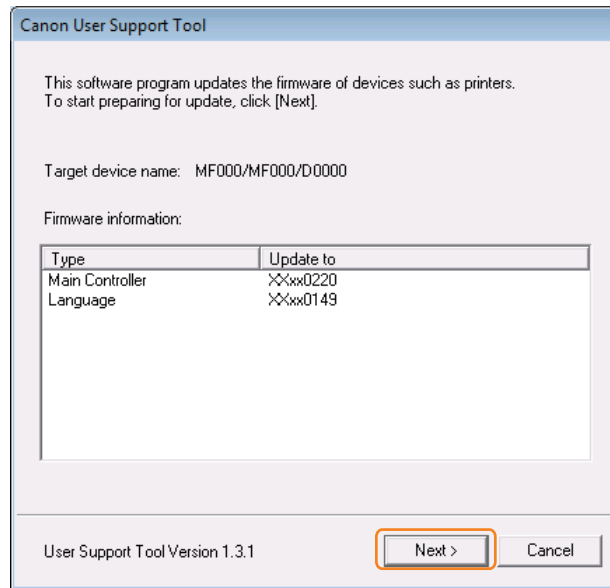 Canon User Support Tool
This software program updates the firmware of devices such as printers.
To start preparing for update, click [Next].
Target device name: MF000/MF000/D0000
Firmware information:
Type Update to
Main Controller XXxx0220
Language XXxx0149
User Support Tool Version 1.3.1 Next > Cancel